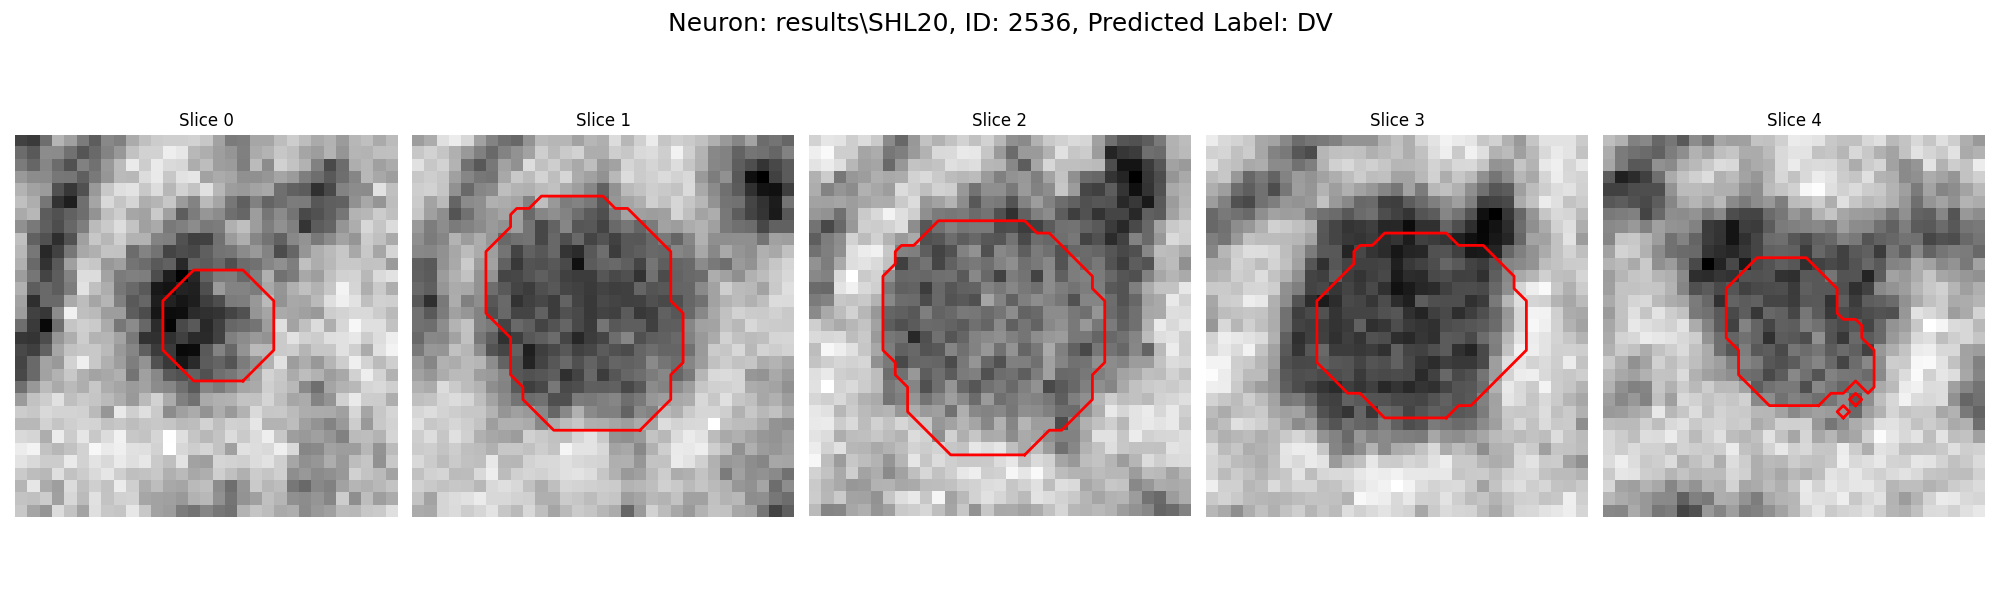 Neuron: results\SHL20, ID: 2536, Predicted Label: DV
Slice 0
Slice 1
Slice 2
Slice 3
Slice 4